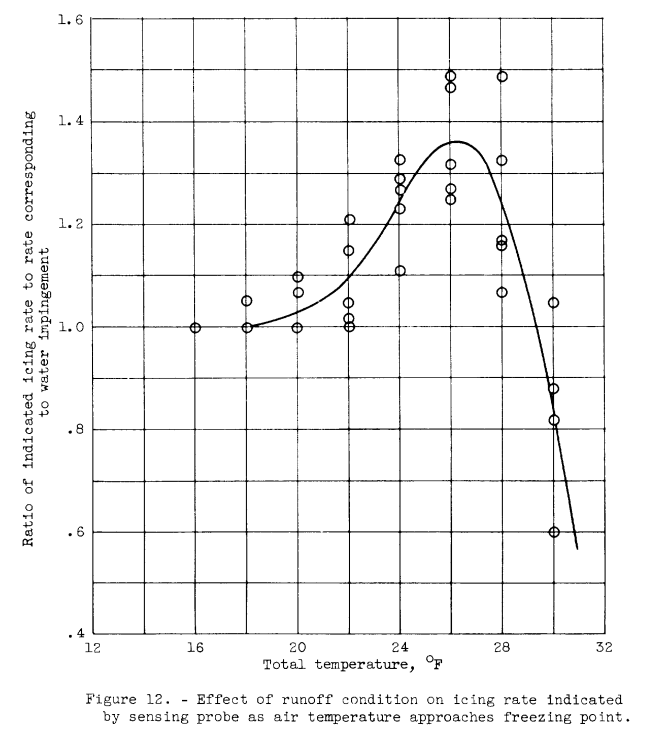 1.6
1.4
1.2
1.0
.8
.6
.4
12
16
20
24
28
32
Ratio of indicated icing rate to rate corresponding
to water impingement
Total temperature, °F
Figure 12. - Effect of runoff condition on icing rate indicated
by sensing probe as air temperature approaches freezing point.